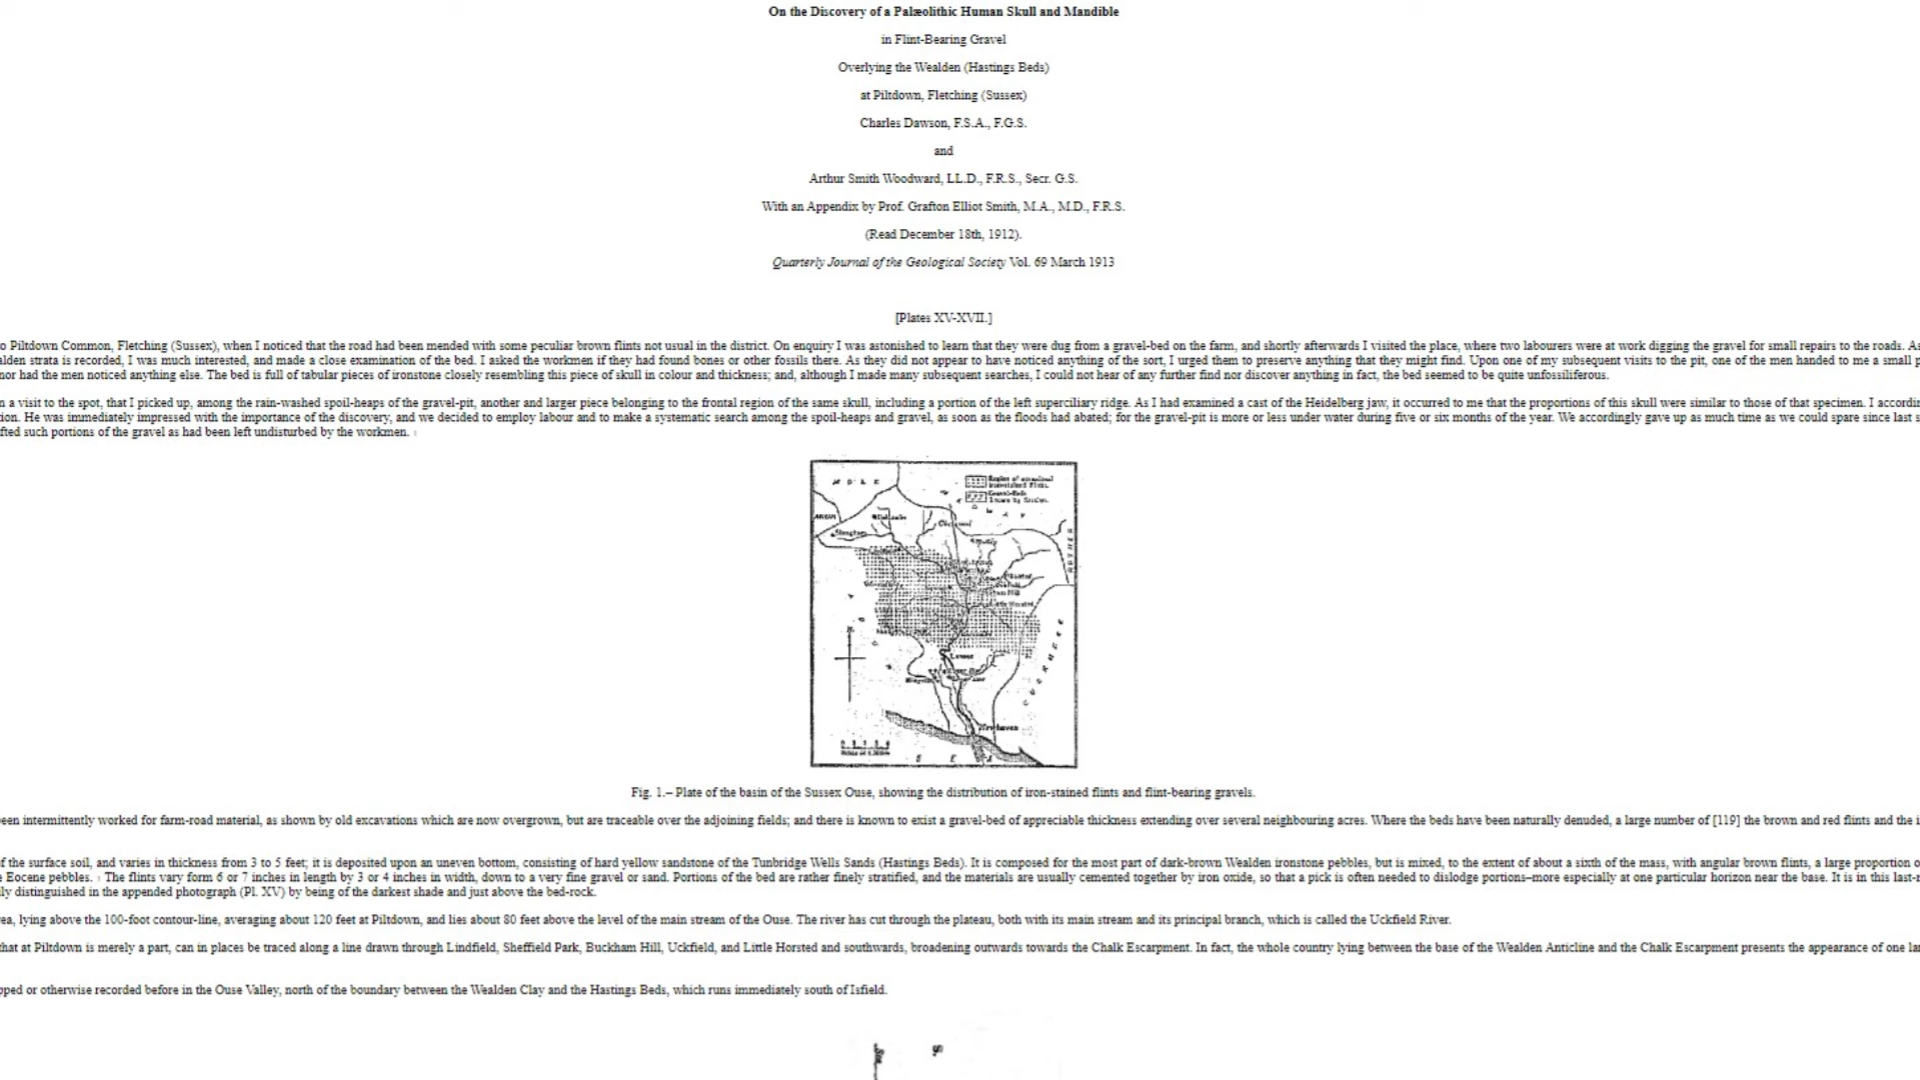 On the Discovery of a Palæolithic Human Skull and Mandible
in Flint-Bearing Gravel
Overlying the Wealden (Hastings Beds)
at Piltdown, Fletching (Sussex)
Charles Dawson, F.S.A., F.G.S.
and
Arthur Smith Woodward, LL.D., F.R.S., Secr. G.S.
With an Appendix by Prof. Grafton Elliot Smith, M.A., M.D., F.R.S.
(Read December 18th, 1912).
Quarterly Journal of the Geological Society Vol. 69 March 1913
[Plates XV-XVII.]
o Piltdown Common, Fletching (Sussex), when I noticed that the road had been mended with some peculiar brown flints not usual in the district. On enquiry I was astonished to learn that they were dug from a gravel-bed on the farm, and shortly afterwards I visited the place, where two labourers were at work digging the gravel for small repairs to the roads. As
alden strata is recorded, I was much interested, and made a close examination of the bed. I asked the workmen if they had found bones or other fossils there. As they did not appear to have noticed anything of the sort, I urged them to preserve anything that they might find. Upon one of my subsequent visits to the pit, one of the men handed to me a small p
nor had the men noticed anything else. The bed is full of tabular pieces of ironstone closely resembling this piece of skull in colour and thickness; and, although I made many subsequent searches, I could not hear of any further find nor discover anything in fact, the bed seemed to be quite unfossiliferous.
n a visit to the spot, that I picked up, among the rain-washed spoil-heaps of the gravel-pit, another and larger piece belonging to the frontal region of the same skull, including a portion of the left superciliary ridge. As I had examined a cast of the Heidelberg jaw, it occurred to me that the proportions of this skull were similar to those of that specimen. I accordi
tion. He was immediately impressed with the importance of the discovery, and we decided to employ labour and to make a systematic search among the spoil-heaps and gravel, as soon as the floods had abated; for the gravel-pit is more or less under water during five or six months of the year. We accordingly gave up as much time as we could spare since last s
fted such portions of the gravel as had been left undisturbed by the workmen.
M O L E
Newhaven
S E A
Fig. 1.– Plate of the basin of the Sussex Ouse, showing the distribution of iron-stained flints and flint-bearing gravels.
een intermittently worked for farm-road material, as shown by old excavations which are now overgrown, but are traceable over the adjoining fields; and there is known to exist a gravel-bed of appreciable thickness extending over several neighbouring acres. Where the beds have been naturally denuded, a large number of [119] the brown and red flints and the i
f the surface soil, and varies in thickness from 3 to 5 feet; it is deposited upon an uneven bottom, consisting of hard yellow sandstone of the Tunbridge Wells Sands (Hastings Beds). It is composed for the most part of dark-brown Wealden ironstone pebbles, but is mixed, to the extent of about a sixth of the mass, with angular brown flints, a large proportion o
e Eocene pebbles. The flints vary form 6 or 7 inches in length by 3 or 4 inches in width, down to a very fine gravel or sand. Portions of the bed are rather finely stratified, and the materials are usually cemented together by iron oxide, so that a pick is often needed to dislodge portions–more especially at one particular horizon near the base. It is in this last-
ly distinguished in the appended photograph (Pl. XV) by being of the darkest shade and just above the bed-rock.
ea, lying above the 100-foot contour-line, averaging about 120 feet at Piltdown, and lies about 80 feet above the level of the main stream of the Ouse. The river has cut through the plateau, both with its main stream and its principal branch, which is called the Uckfield River.
that at Piltdown is merely a part, can in places be traced along a line drawn through Lindfield, Sheffield Park, Buckham Hill, Uckfield, and Little Horsted and southwards, broadening outwards towards the Chalk Escarpment. In fact, the whole country lying between the base of the Wealden Anticline and the Chalk Escarpment presents the appearance of one la
pped or otherwise recorded before in the Ouse Valley, north of the boundary between the Wealden Clay and the Hastings Beds, which runs immediately south of Isfield.
S.